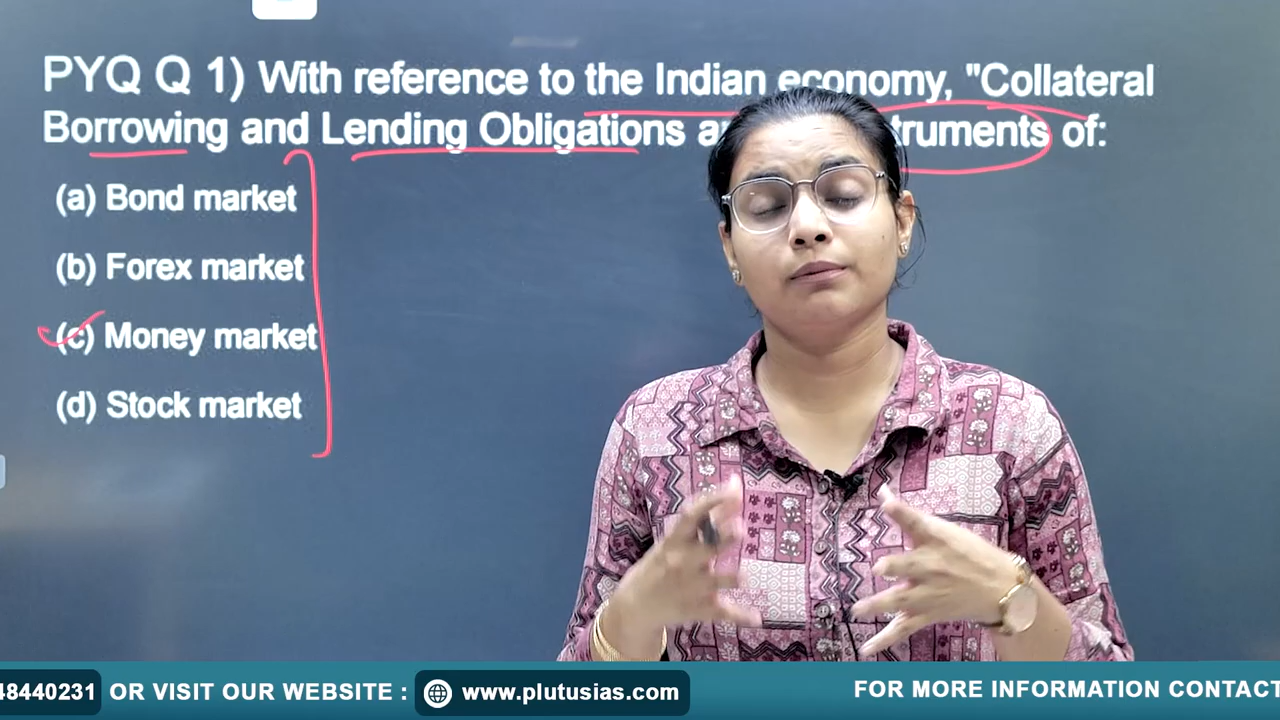 PYQ Q 1) With reference to the Indian economy, "Collateral
Borrowing and Lending Obligations of:
(a) Bond market
(b) Forex market
(c) Money market
(d) Stock market
48440231 OR VISIT OUR WEBSITE : www.plutusias.com FOR MORE INFORMATION CONTACT